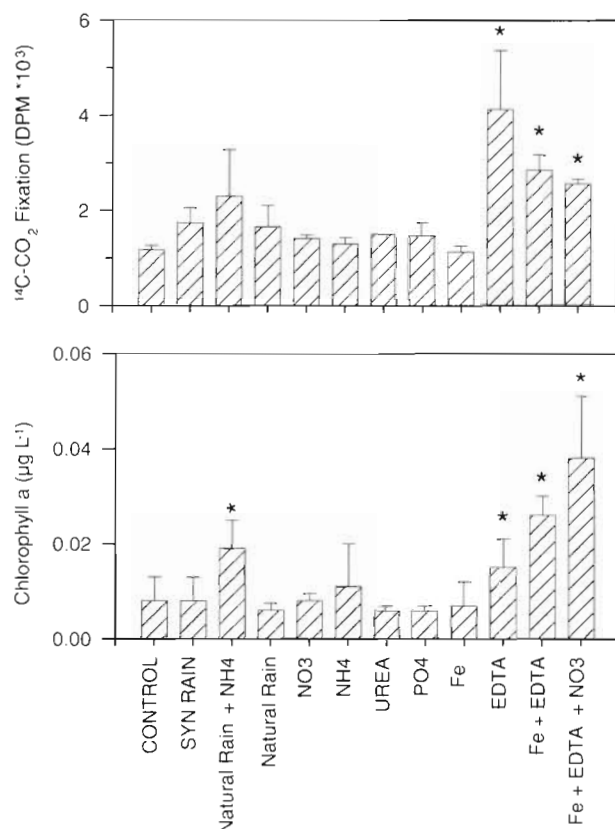 ¹⁴C-CO₂ Fixation (DPM *10³)
6
4
2
0
*
*
*
Chlorophyll a (µg L-¹)
0.06
0.04
0.02
0.00
*
*
*
*
CONTROL
SYN RAIN
Natural Rain + NH4
Natural Rain
NO3
NH4
UREA
PO4
Fe
EDTA
Fe + EDTA
Fe + EDTA + NO3